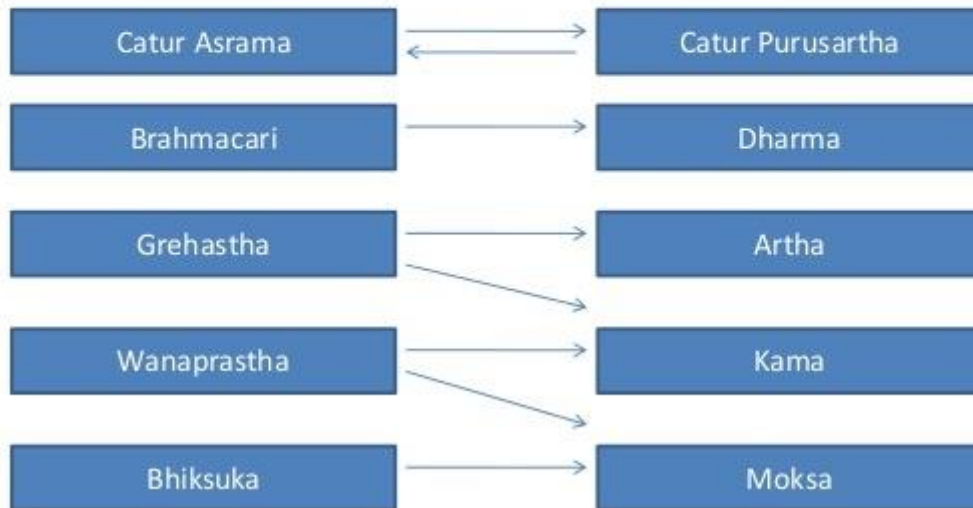 Catur Asrama
Catur Purusartha
Brahmacari
Dharma
Grehastha
Artha
Wanaprastha
Kama
Bhiksuka
Moksa